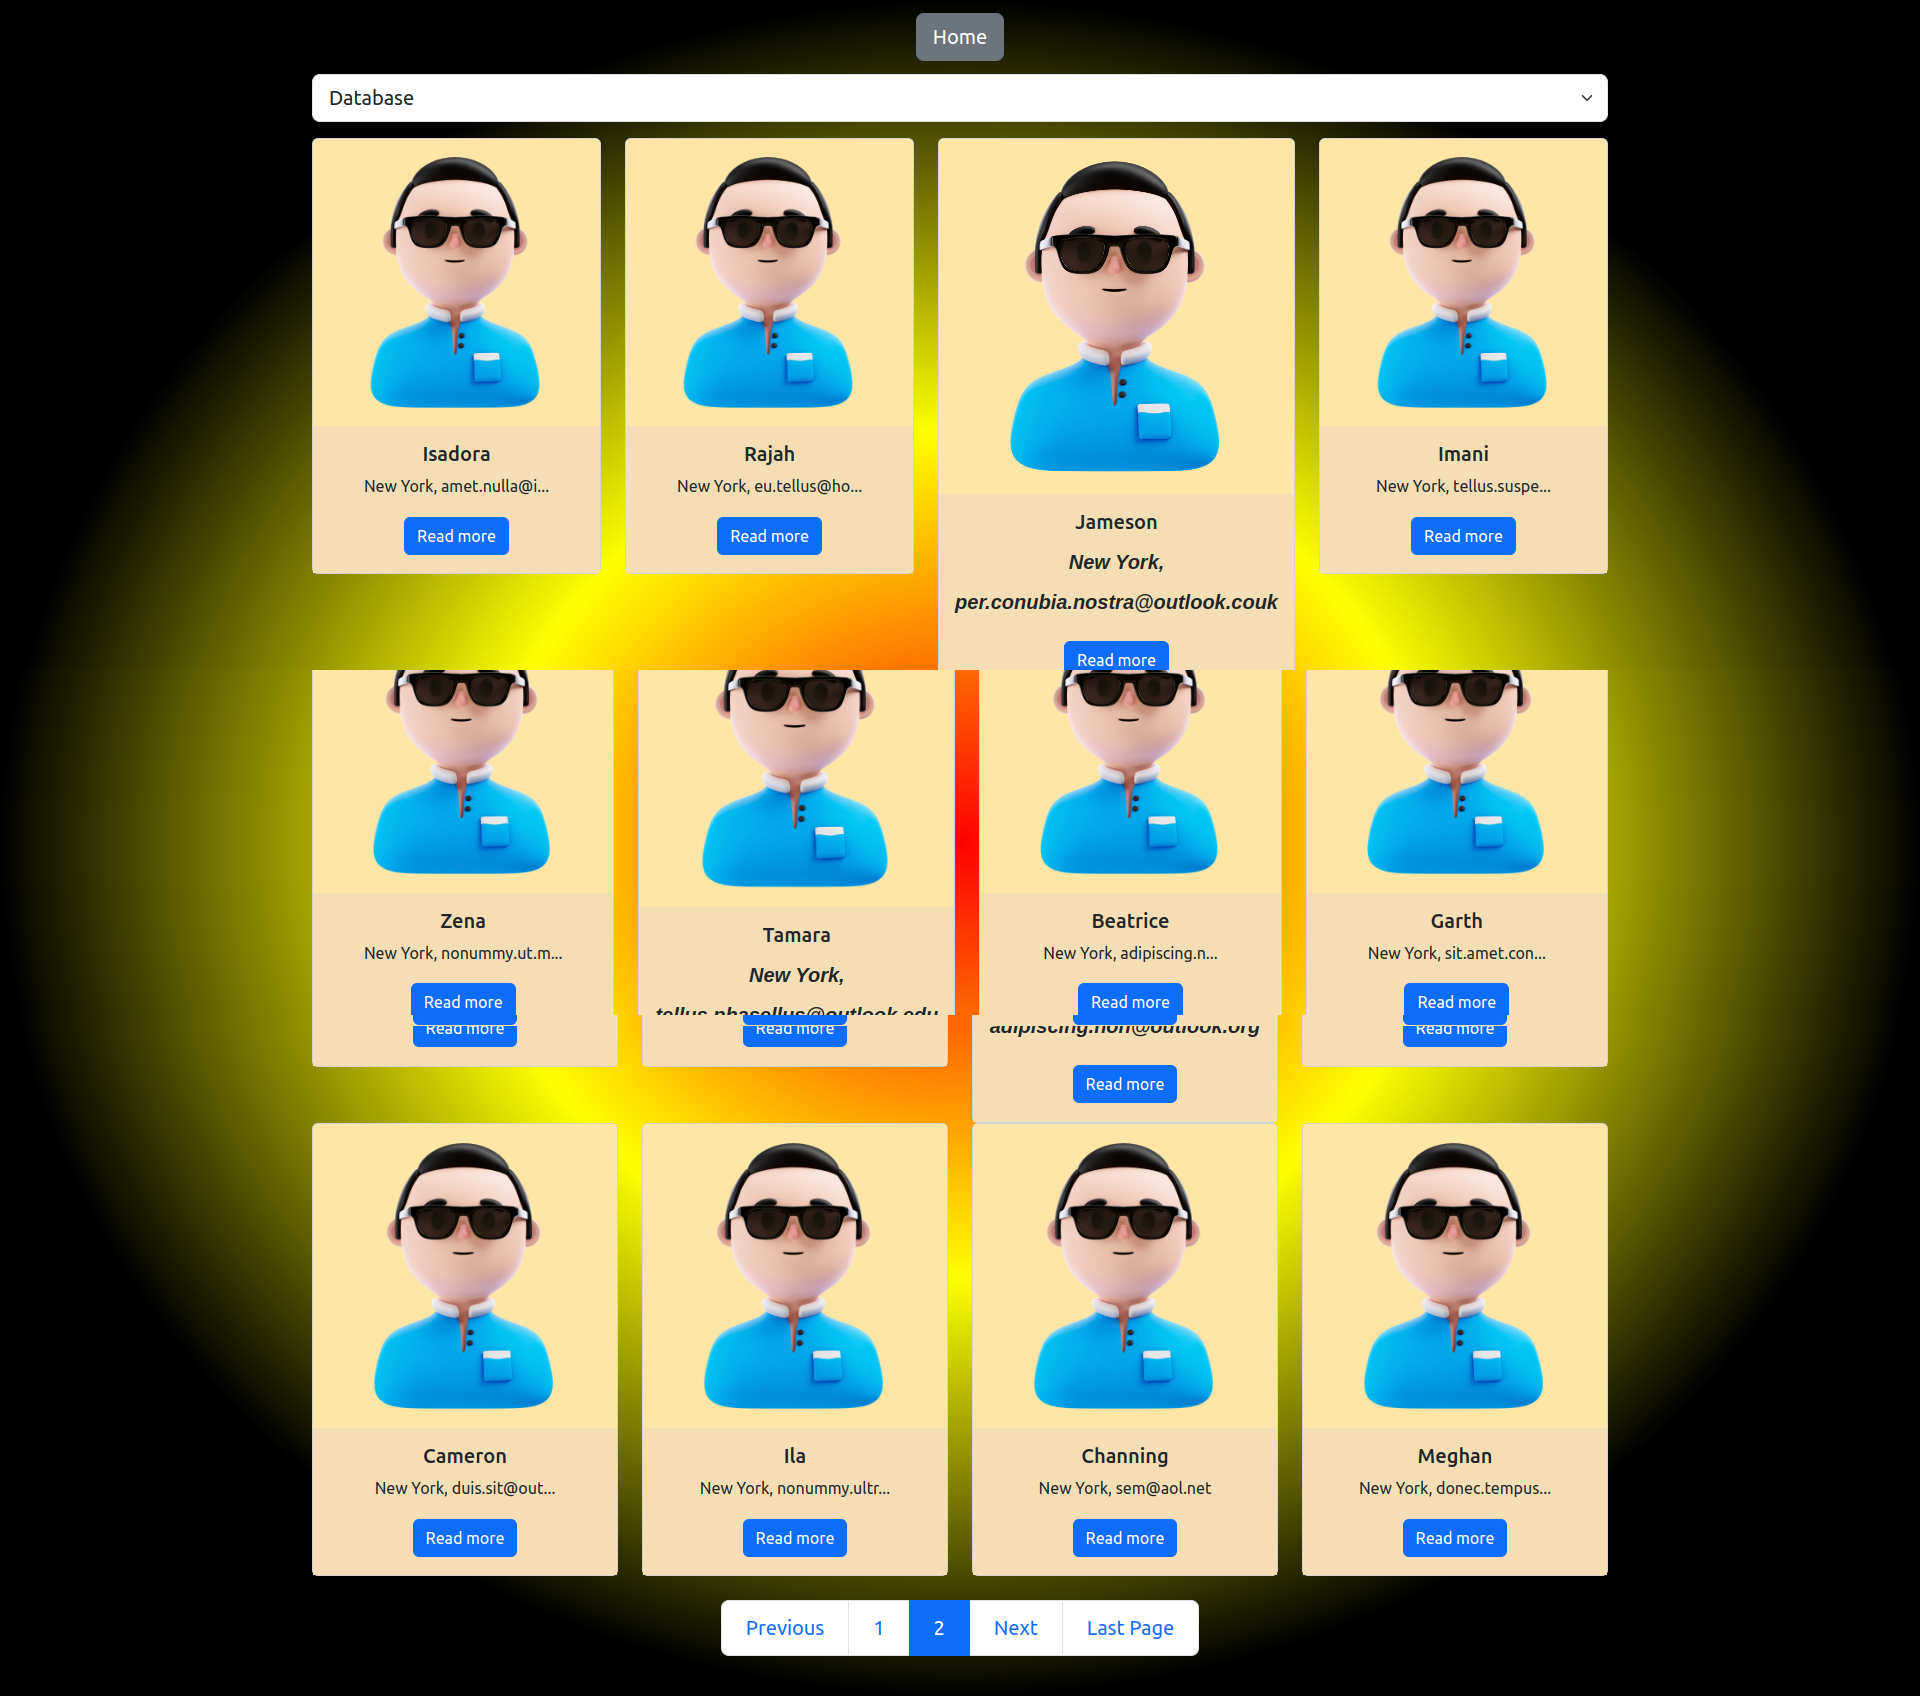 Home
Database
Isadora
New York, amet.nulla@i...
Read more
Rajah
New York, eu.tellus@ho...
Read more
Jameson
New York,
per.conubia.nostra@outlook.couk
Read more
Imani
New York, tellus.suspe...
Read more
Zena
New York, nonummy.ut.m...
Read more
Read more
Tamara
New York,
tellus.phasellus@outlook.edu
Read more
Beatrice
New York, adipiscing.n...
Read more
adipiscing.non@outlook.org
Read more
Garth
New York, sit.amet.con...
Read more
Read more
Cameron
New York, duis.sit@out...
Read more
Ila
New York, nonummy.ultr...
Read more
Channing
New York, sem@aol.net
Read more
Meghan
New York, donec.tempus...
Read more
Previous 1 2 Next Last Page